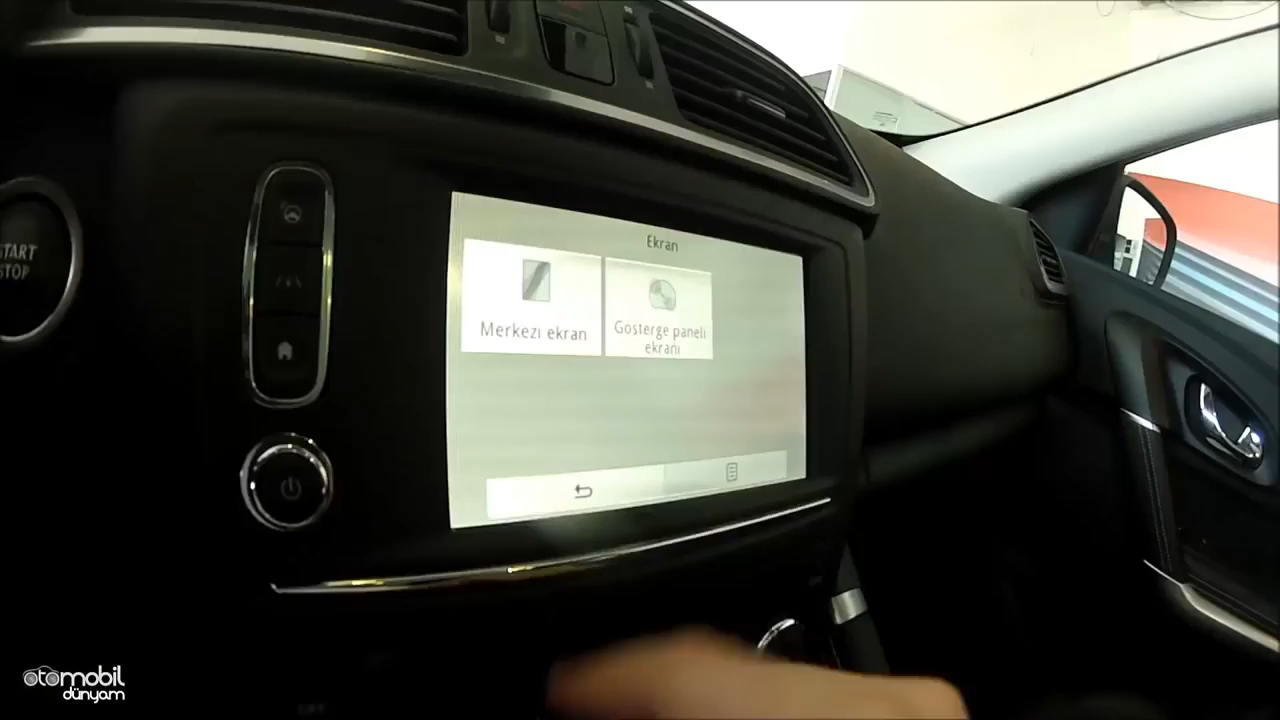 START
STOP
Ekran
Merkezi ekran
Gösterge paneli
ekranı
otomobil
dünyam